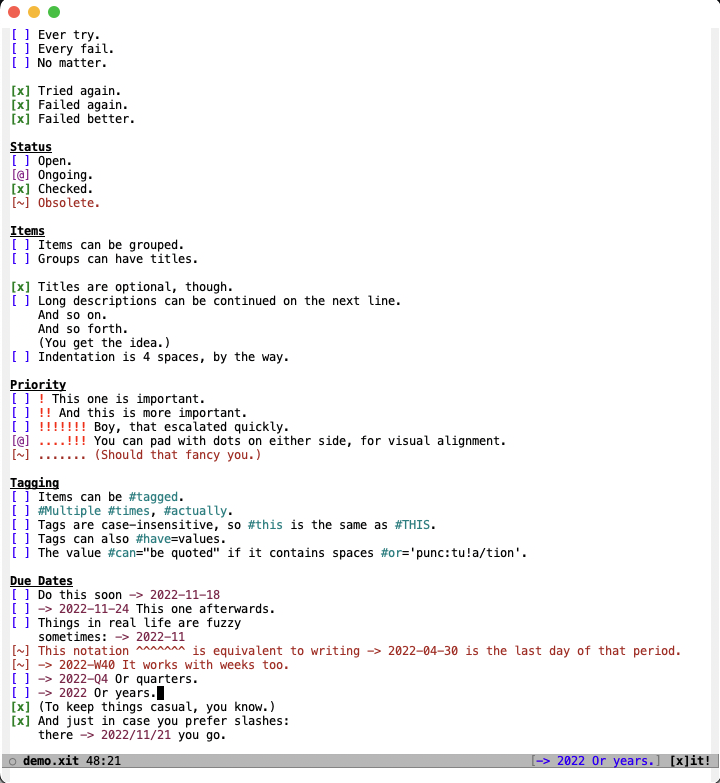 [ ] Ever try.
[ ] Every fail.
[ ] No matter.
[x] Tried again.
[x] Failed again.
[x] Failed better.
Status
[ ] Open.
[@] Ongoing.
[x] Checked.
[~] Obsolete.
Items
[ ] Items can be grouped.
[ ] Groups can have titles.
[x] Titles are optional, though.
[ ] Long descriptions can be continued on the next line.
And so on.
And so forth.
(You get the idea.)
[ ] Indentation is 4 spaces, by the way.
Priority
[ ] ! This one is important.
[ ] !! And this is more important.
[ ] !!!!!!! Boy, that escalated quickly.
[@] ....!!! You can pad with dots on either side, for visual alignment.
[~] ....... (Should that fancy you.)
Tagging
[ ] Items can be #tagged.
[ ] #Multiple #times, #actually.
[ ] Tags are case-insensitive, so #this is the same as #THIS.
[ ] Tags can also #have=values.
[ ] The value #can="be quoted" if it contains spaces #or='punc:tu!a/tion'.
Due Dates
[ ] Do this soon -> 2022-11-18
[ ] -> 2022-11-24 This one afterwards.
[ ] Things in real life are fuzzy
sometimes: -> 2022-11
[~] This notation ^^^^^^^ is equivalent to writing -> 2022-04-30 is the last day of that period.
[~] -> 2022-W40 It works with weeks too.
[ ] -> 2022-Q4 Or quarters.
[ ] -> 2022 Or years.
[x] (To keep things casual, you know.)
[x] And just in case you prefer slashes:
there -> 2022/11/21 you go.
○ demo.xit 48:21 [-> 2022 Or years.] [x]it!